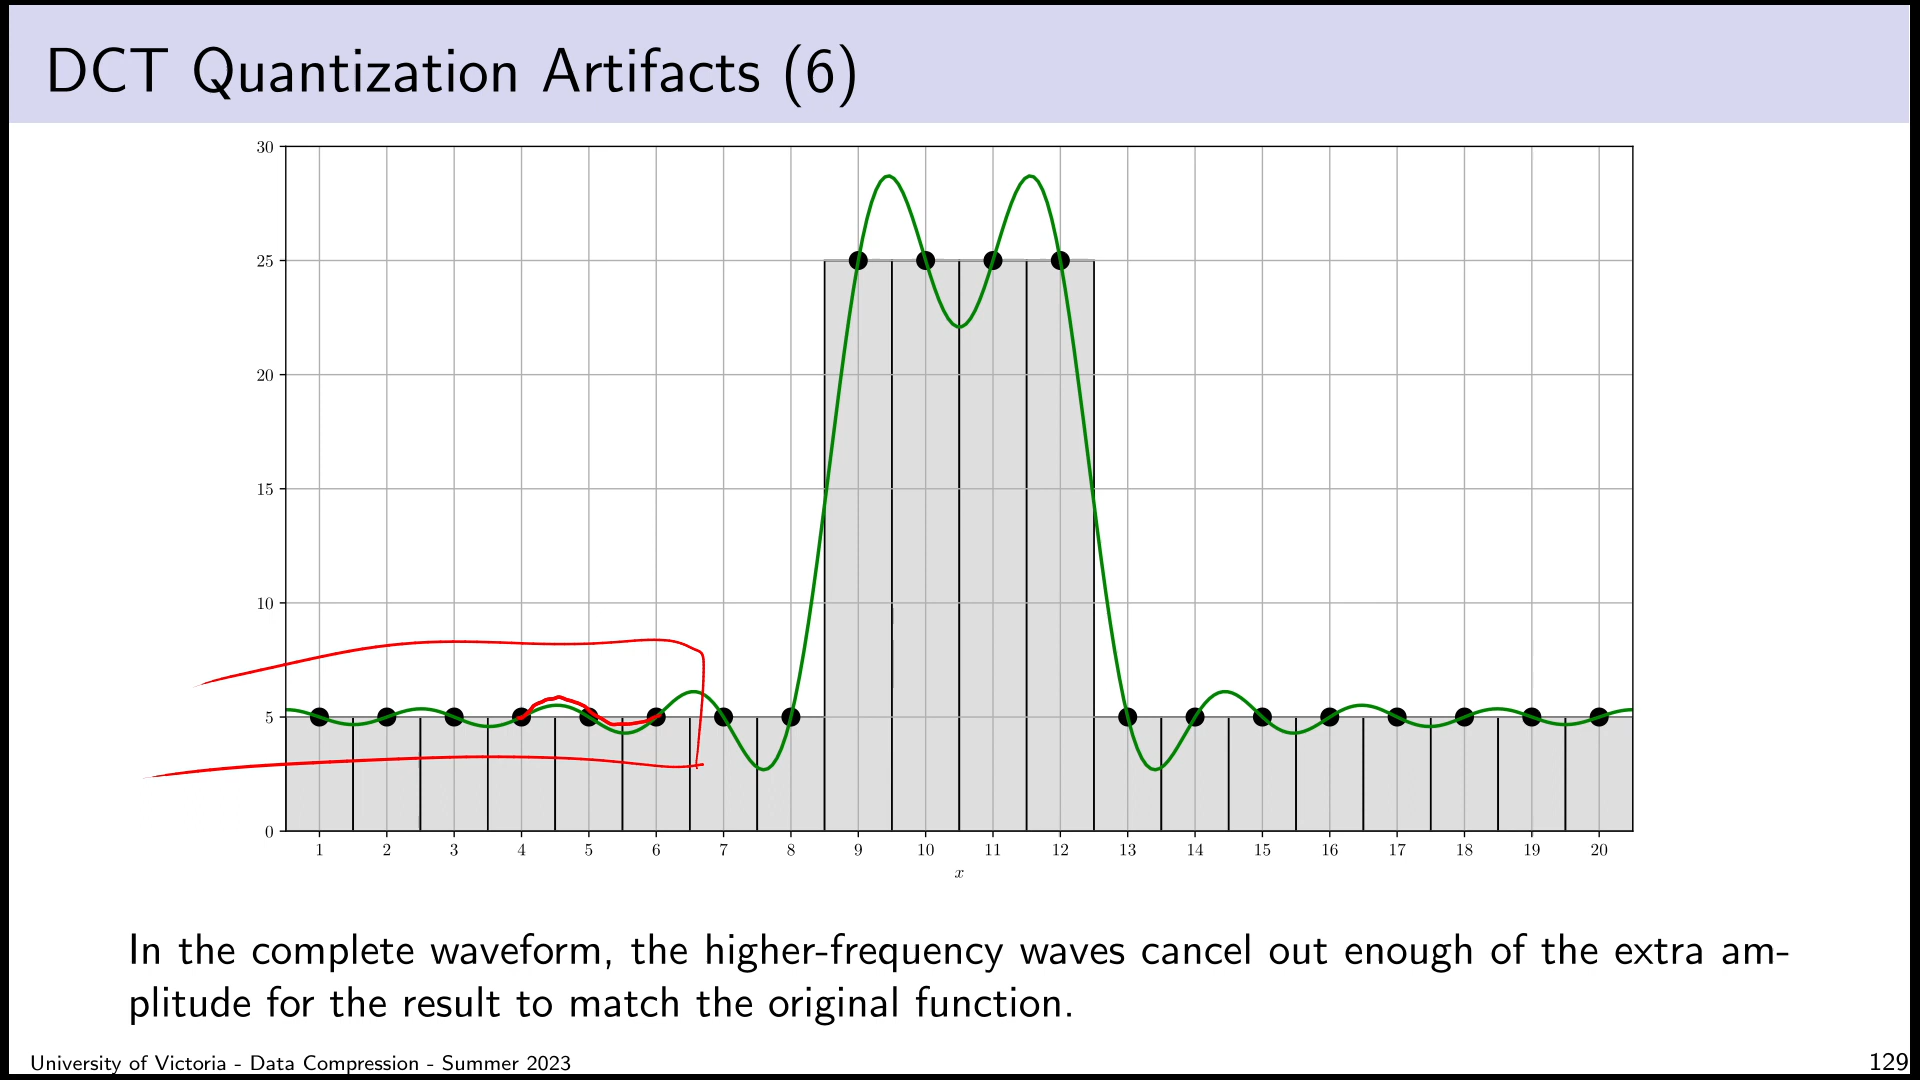 DCT Quantization Artifacts (6)
30
25
20
15
10
5
0
1 2 3 4 5 6 7 8 9 10 11 12 13 14 15 16 17 18 19 20
x
In the complete waveform, the higher-frequency waves cancel out enough of the extra am-
plitude for the result to match the original function.
University of Victoria - Data Compression - Summer 2023 129